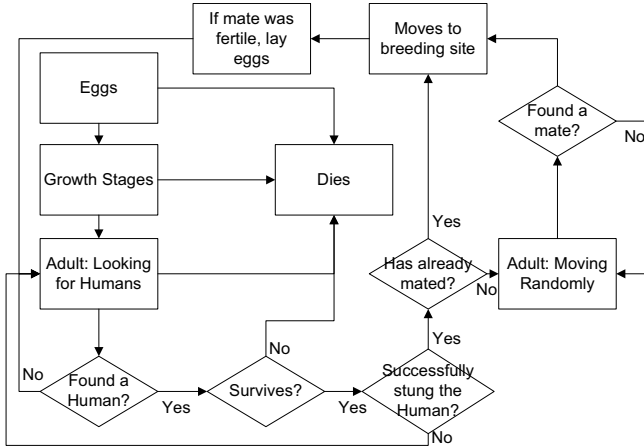 If mate was
fertile, lay
eggs
Moves to
breeding site
Eggs
Found a
mate?
No
Growth Stages
Dies
Yes
Adult: Looking
for Humans
Has already
mated?
No
Adult: Moving
Randomly
No
Yes
No
Found a
Human?
Yes
Survives?
Yes
Successfully
stung the
Human?
No